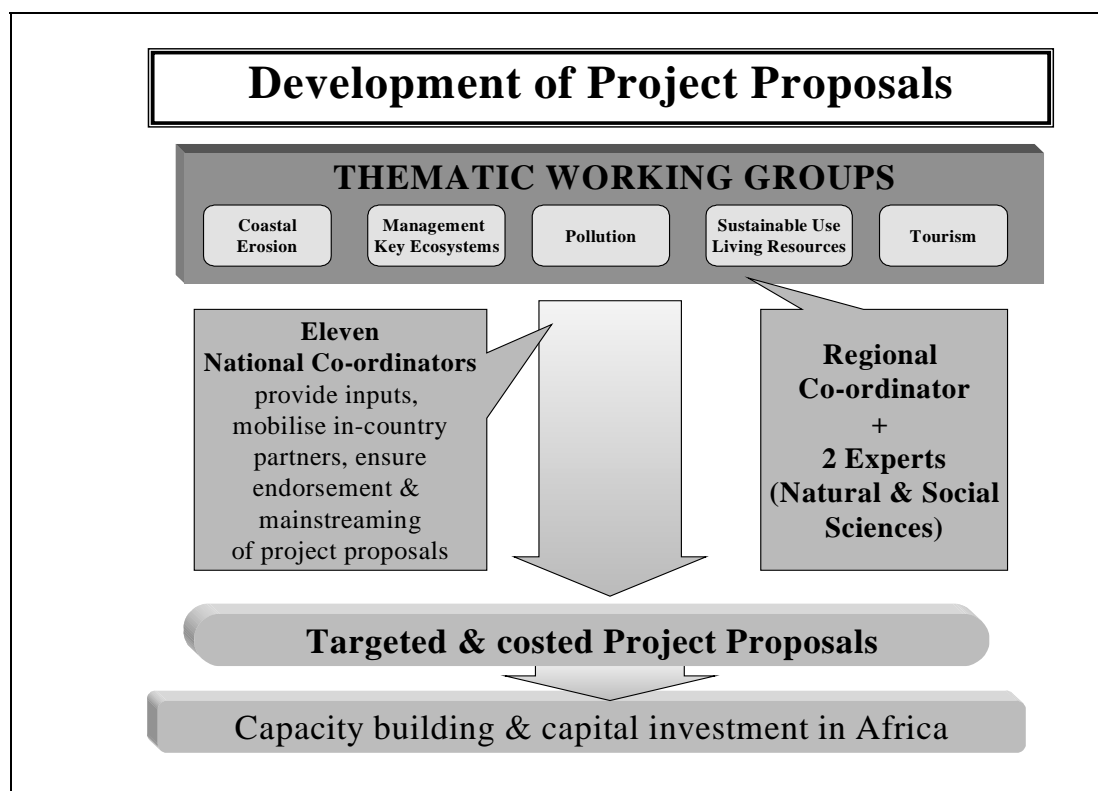 Development of Project Proposals
THEMATIC WORKING GROUPS
Coastal
Erosion
Management
Key Ecosystems
Pollution
Sustainable Use
Living Resources
Tourism
Eleven
National Co-ordinators
provide inputs,
mobilise in-country
partners, ensure
endorsement &
mainstreaming
of project proposals
Regional
Co-ordinator
+
2 Experts
(Natural & Social
Sciences)
Targeted & costed Project Proposals
Capacity building & capital investment in Africa